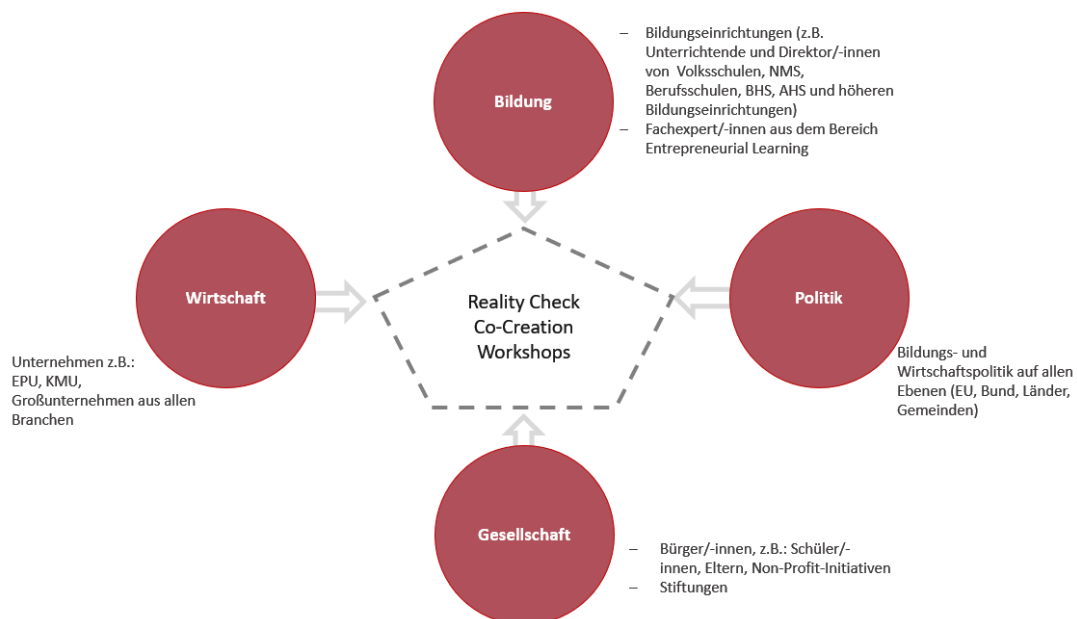 Bildung
– Bildungseinrichtungen (z.B.
Unterrichtende und Direktor/-innen
von Volksschulen, NMS,
Berufsschulen, BHS, AHS und höheren
Bildungseinrichtungen)
– Fachexpert/-innen aus dem Bereich
Entrepreneurial Learning
Wirtschaft
Unternehmen z.B.:
EPU, KMU,
Großunternehmen aus allen
Branchen
Reality Check
Co-Creation
Workshops
Politik
Bildungs- und
Wirtschaftspolitik auf allen
Ebenen (EU, Bund, Länder,
Gemeinden)
Gesellschaft
– Bürger/-innen, z.B.: Schüler/-
innen, Eltern, Non-Profit-Initiativen
– Stiftungen